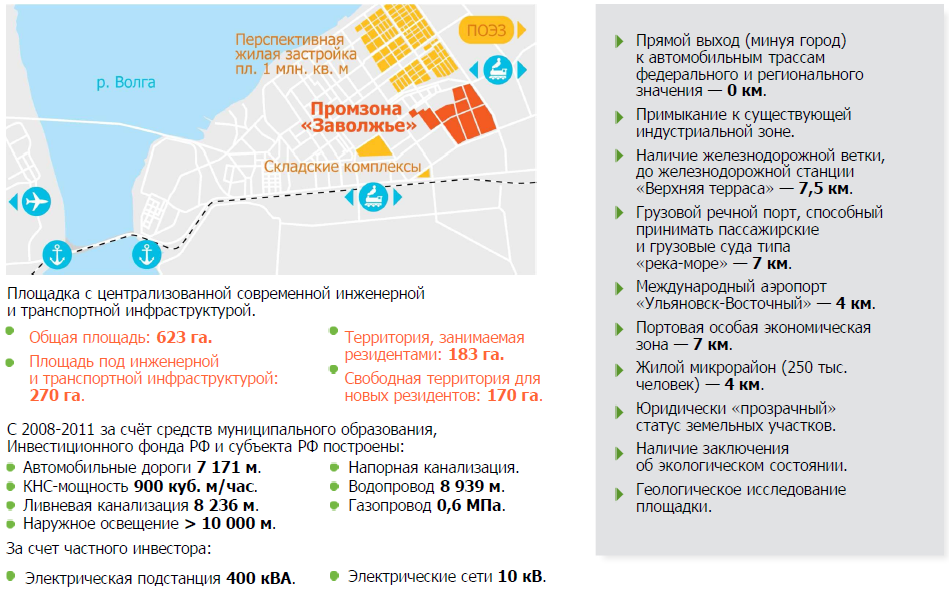 ПОЭЗ
Перспективная
жилая застройка
пл. 1 млн. кв. м
р. Волга
Промзона
«Заволжье»
Складские комплексы
Площадка с централизованной современной инженерной
и транспортной инфраструктурой.
Общая площадь: 623 га.
Площадь под инженерной
и транспортной инфраструктурой:
270 га.
Территория, занимаемая
резидентами: 183 га.
Свободная территория для
новых резидентов: 170 га.
С 2008-2011 за счёт средств муниципального образования,
Инвестиционного фонда РФ и субъекта РФ построены:
Автомобильные дороги 7 171 м.
КНС-мощность 900 куб. м/час.
Ливневая канализация 8 236 м.
Наружное освещение > 10 000 м.
Напорная канализация.
Водопровод 8 939 м.
Газопровод 0,6 МПа.
За счет частного инвестора:
Электрическая подстанция 400 кВА.
Электрические сети 10 кВ.
Прямой выход (минуя город)
к автомобильным трассам
федерального и регионального
значения — 0 км.
Примыкание к существующей
индустриальной зоне.
Наличие железнодорожной ветки,
до железнодорожной станции
«Верхняя терраса» — 7,5 км.
Грузовой речной порт, способный
принимать пассажирские
и грузовые суда типа
«река-море» — 7 км.
Международный аэропорт
«Ульяновск-Восточный» — 4 км.
Портовая особая экономическая
зона — 7 км.
Жилой микрорайон (250 тыс.
человек) — 4 км.
Юридически «прозрачный»
статус земельных участков.
Наличие заключения
об экологическом состоянии.
Геологическое исследование
площадки.